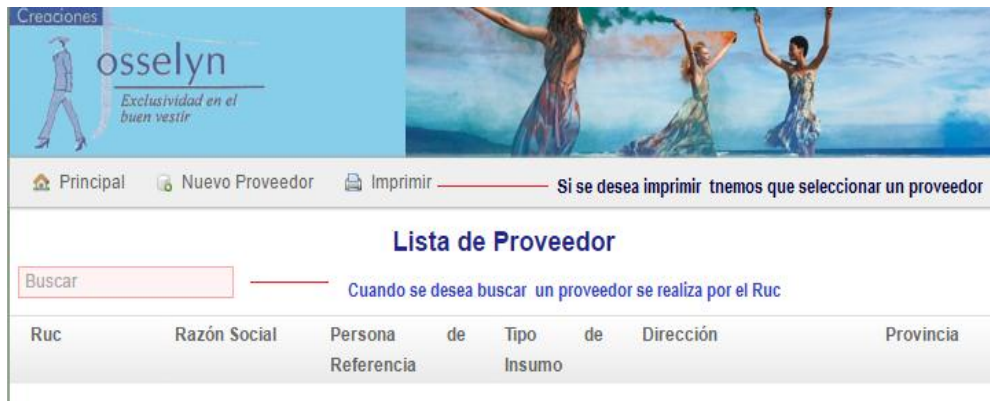 Creaciones
Josselyn
Exclusividad en el
buen vestir
Principal Nuevo Proveedor Imprimir Si se desea imprimir tnemos que seleccionar un proveedor
Lista de Proveedor
Buscar Cuando se desea buscar un proveedo se realiza por el Ruc
Ruc Razón Social Persona de Tipo de Dirección Provincia
Referencia Insumo